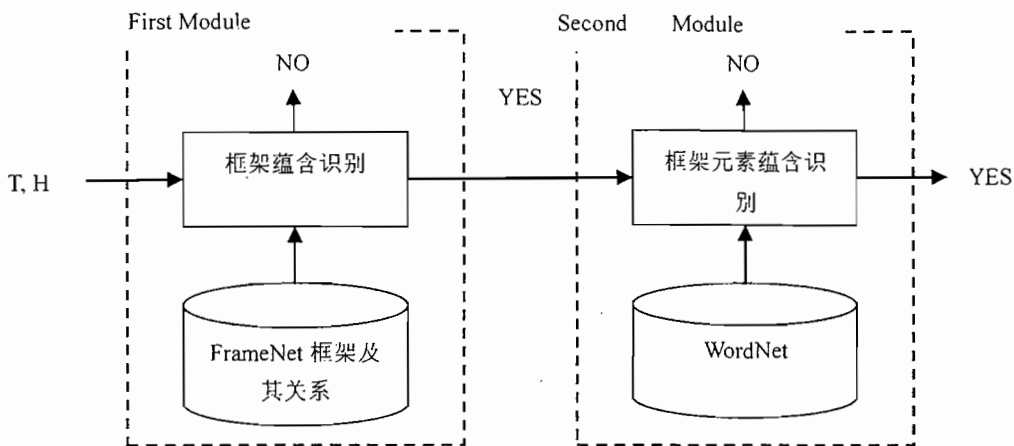 First Module
Second Module
NO
NO
YES
框架蕴含识别
框架元素蕴含识
别
T, H
YES
FrameNet 框架及
其关系
WordNet